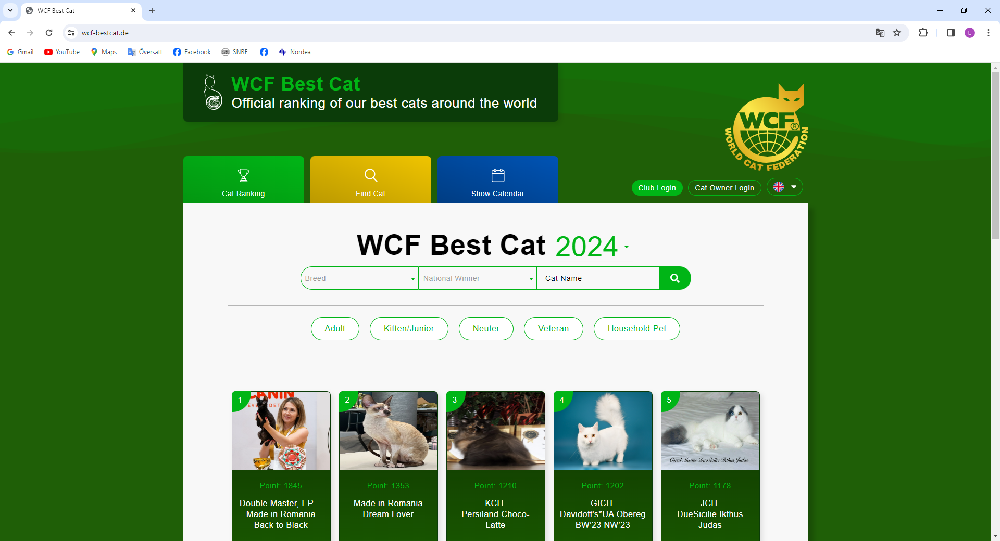 WCF Best Cat
wcf-bestcat.de
Gmail
YouTube
Maps
Översätt
Facebook
SNRF
Nordea
L
WCF Best Cat
Official ranking of our best cats around the world
WCF®
WORLD CAT FEDERATION
Cat Ranking
Find Cat
Show Calendar
Club Login
Cat Owner Login
WCF Best Cat 2024
Breed
National Winner
Cat Name
Adult
Kitten/Junior
Neuter
Veteran
Household Pet
1
2
3
4
5
Coral Master DueSicilie Ikthus Judas
Point: 1845
Point: 1353
Point: 1210
Point: 1202
Point: 1178
Double Master, EP...
Made in Romania
Back to Black
Made in Romania...
Dream Lover
KCH....
Persiland Choco-
Latte
GICH....
Davidoff's*UA Obereg
BW'23 NW'23
JCH....
DueSicilie Ikthus
Judas